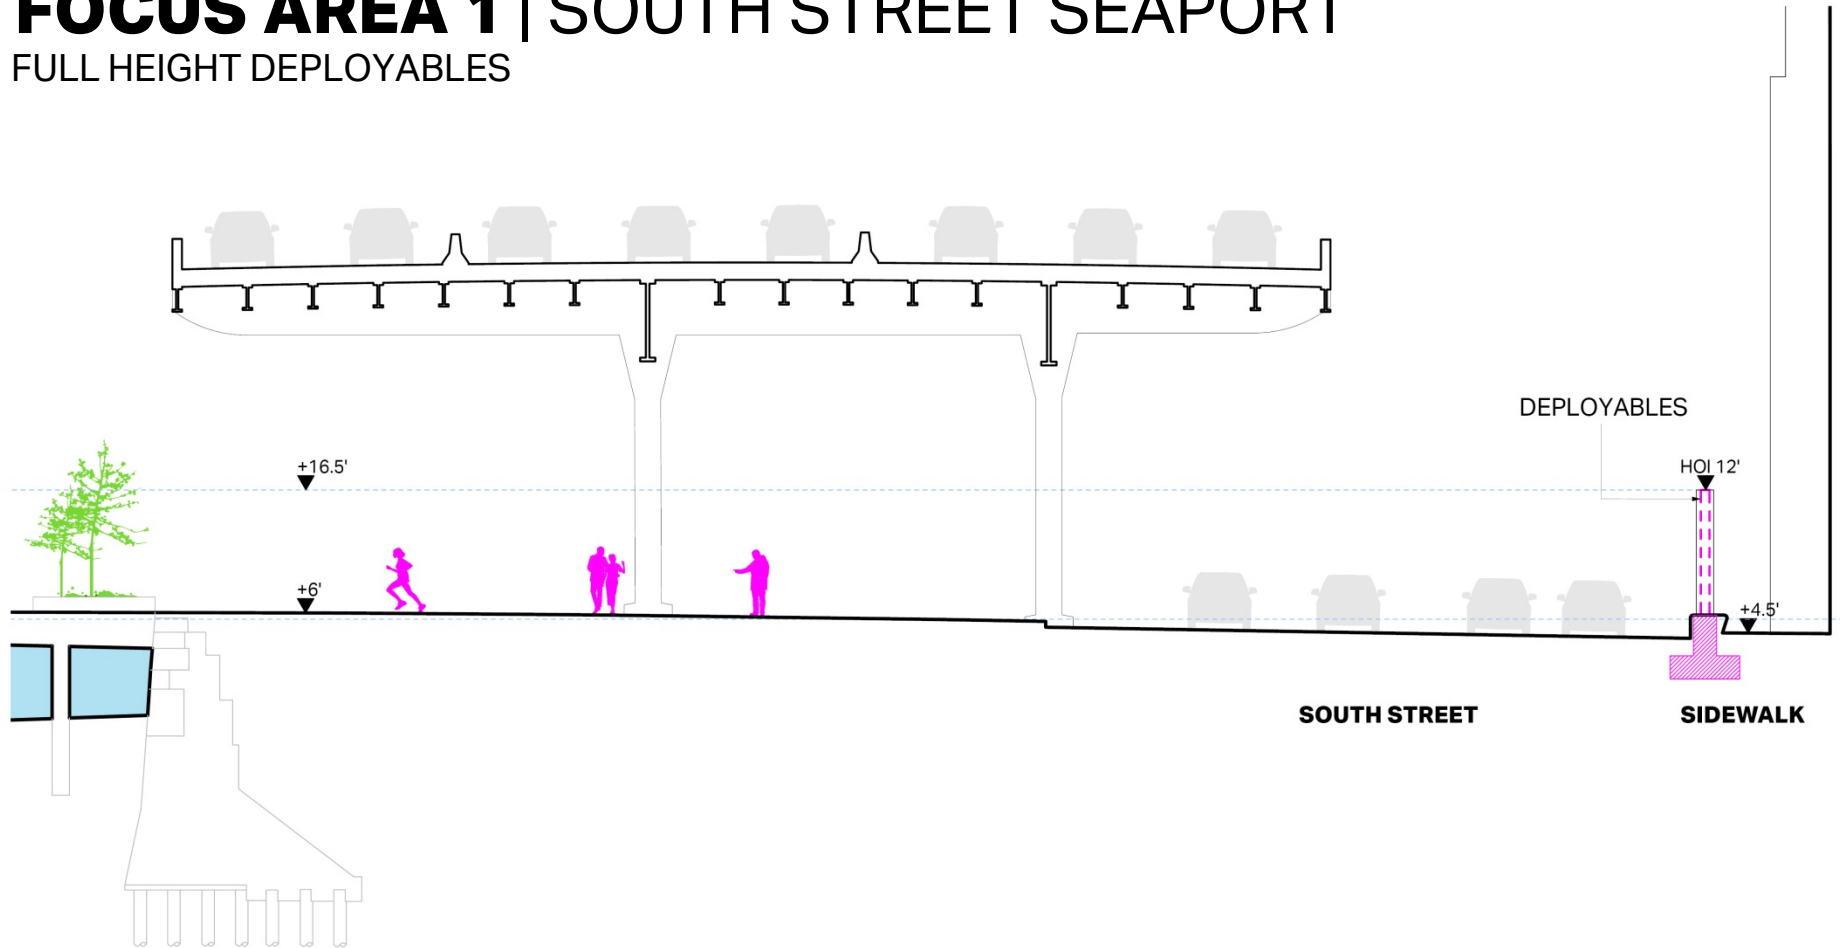 FOCUS AREA 1 | SOUTH STREET SEAPORT
FULL HEIGHT DEPLOYABLES
DEPLOYABLES
+16.5'
HOI 12'
+6'
+4.5'
SOUTH STREET
SIDEWALK